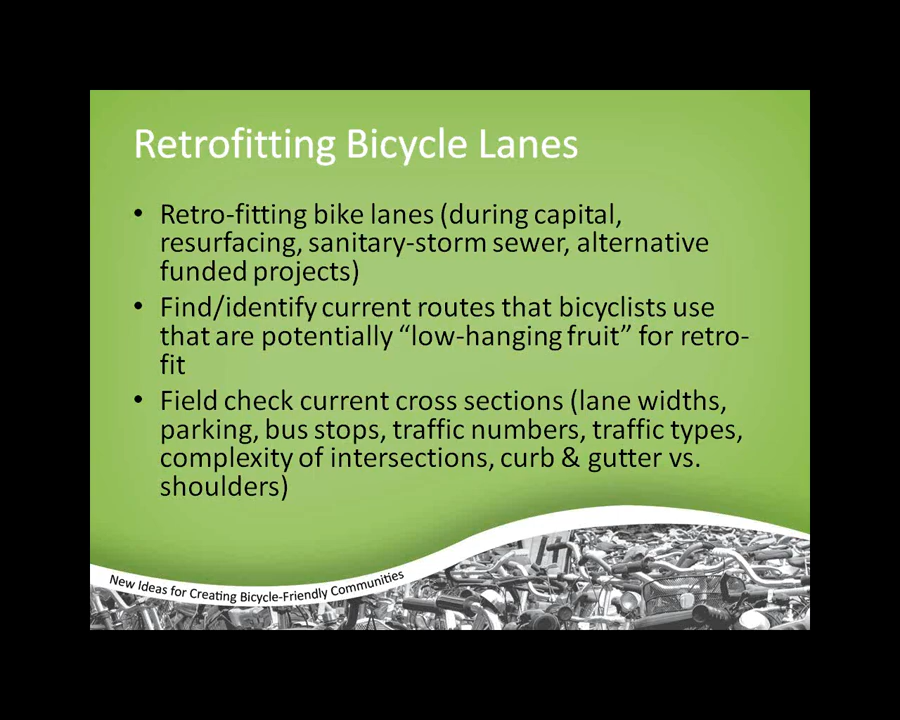 Retrofitting Bicycle Lanes
• Retro-fitting bike lanes (during capital,
resurfacing, sanitary-storm sewer, alternative
funded projects)
• Find/identify current routes that bicyclists use
that are potentially “low-hanging fruit” for retro-
fit
• Field check current cross sections (lane widths,
parking, bus stops, traffic numbers, traffic types,
complexity of intersections, curb & gutter vs.
shoulders)
New Ideas for Creating Bicycle-Friendly Communities